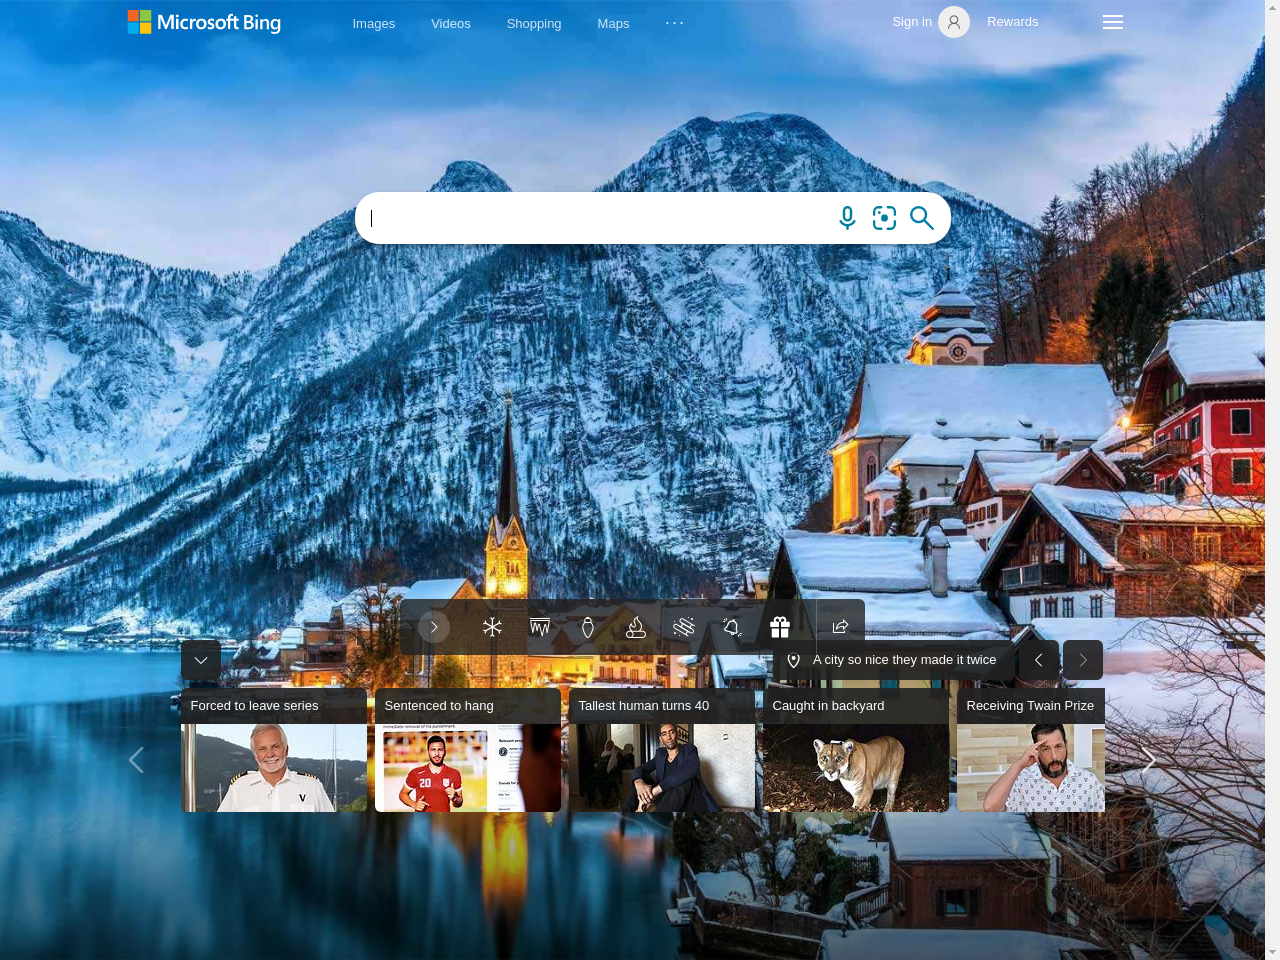 Microsoft Bing
Images
Videos
Shopping
Maps
Sign in
Rewards
A city so nice they made it twice
Forced to leave series
Sentenced to hang
Tallest human turns 40
Caught in backyard
Receiving Twain Prize
20
V